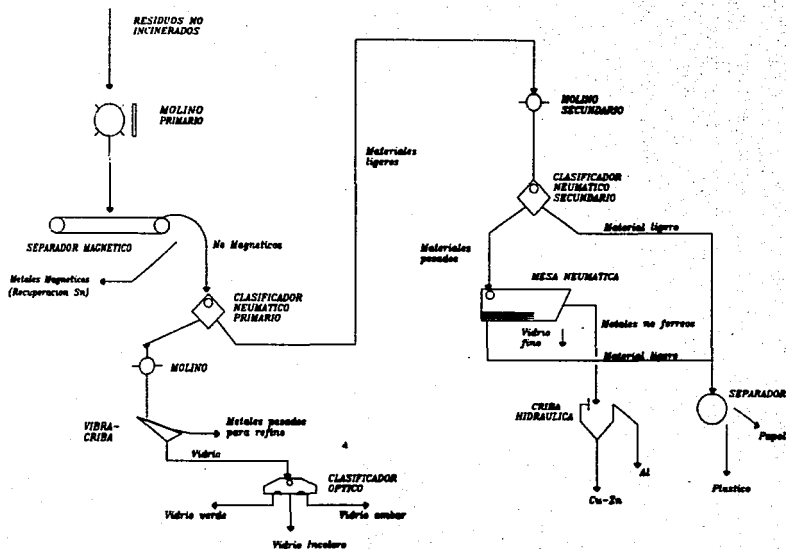 RESIDUOS NO
INCINERADOS
MOLINO
PRIMARIO
SEPARADOR MAGNETICO
No Magneticos
Metales Magneticos
(Recuperacion Sn)
CLASIFICADOR
NEUMATICO
PRIMARIO
MOLINO
VIBRA-
CRIBA
Metales pesados
para refino
Vidrio
CLASIFICADOR
OPTICO
Vidrio verde
Vidrio ambar
Vidrio Incoloro
Materiales
ligeros
MOLINO
SECUNDARIO
CLASIFICADOR
NEUMATICO
SECUNDARIO
Material ligero
Materiales
pesados
MESA NEUMATICA
Vidrio
fino
Metales no ferreos
Material ligero
CRIBA
HIDRAULICA
SEPARADOR
Papel
Al
Plastico
Cu-Zn